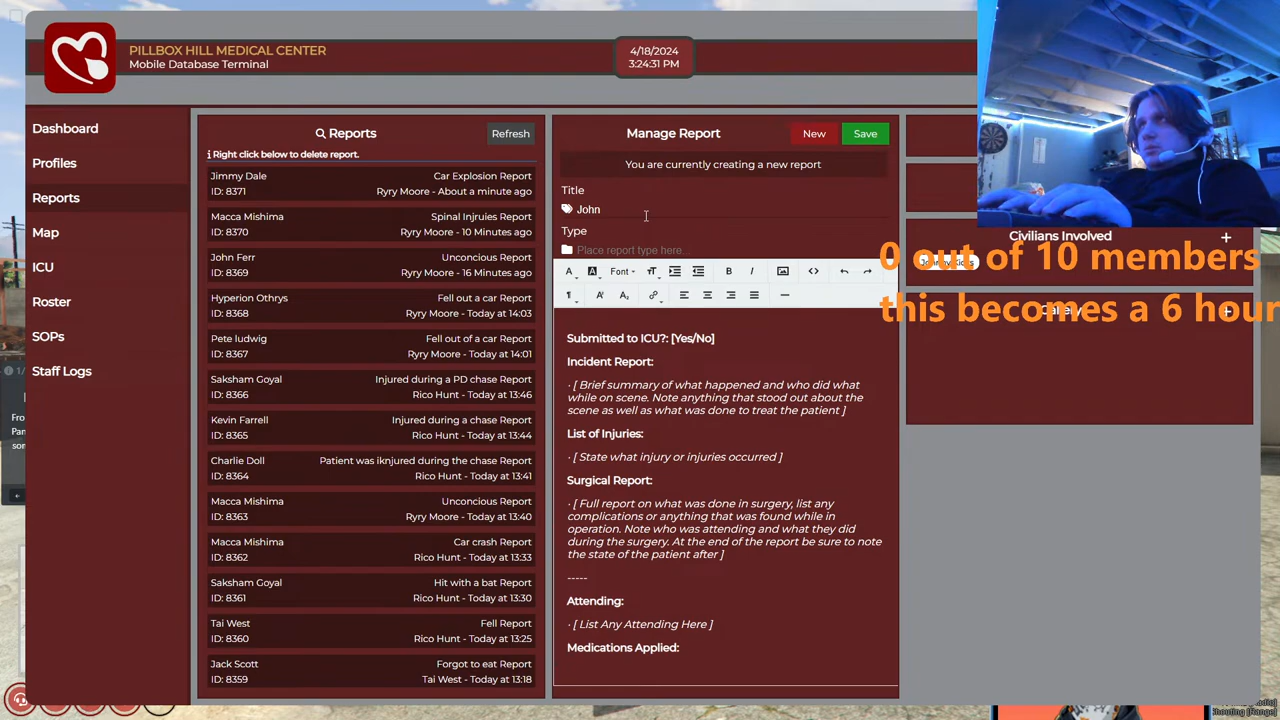 PILLBOX HILL MEDICAL CENTER
Mobile Database Terminal
4/18/2024
3:24:31 PM
Dashboard
Profiles
Reports
Map
ICU
Roster
SOPs
Staff Logs
Reports
Refresh
Right click below to delete report.
Jimmy Dale Car Explosion Report
ID: 8371 Ryry Moore - About a minute ago
Macca Mishima Spinal Injruies Report
ID: 8370 Ryry Moore - 10 Minutes ago
John Ferr Unconcious Report
ID: 8369 Ryry Moore - 16 Minutes ago
Hyperion Othrys Fell out a car Report
ID: 8368 Ryry Moore - Today at 14:03
Pete ludwig Fell out of a car Report
ID: 8367 Ryry Moore - Today at 14:01
Saksham Goyal Injured during a PD chase Report
ID: 8366 Rico Hunt - Today at 13:46
Kevin Farrell Injured during a chase Report
ID: 8365 Rico Hunt - Today at 13:44
Charlie Doll Patient was iknjured during the chase Report
ID: 8364 Rico Hunt - Today at 13:41
Macca Mishima Unconcious Report
ID: 8363 Ryry Moore - Today at 13:40
Macca Mishima Car crash Report
ID: 8362 Rico Hunt - Today at 13:33
Saksham Goyal Hit with a bat Report
ID: 8361 Rico Hunt - Today at 13:30
Tai West Fell Report
ID: 8360 Rico Hunt - Today at 13:25
Jack Scott Forgot to eat Report
ID: 8359 Tai West - Today at 13:18
Manage Report
New
Save
You are currently creating a new report
Title
John
Type
Place report type here...
Font
Submitted to ICU?: [Yes/No]
Incident Report:
· [ Brief summary of what happened and who did what
while on scene. Note anything that stood out about the
scene as well as what was done to treat the patient ]
List of Injuries:
· [ State what injury or injuries occurred ]
Surgical Report:
· [ Full report on what was done in surgery, list any
complications or anything that was found while in
operation. Note who was attending and what they did
during the surgery. At the end of the report be sure to note
the state of the patient after ]
-----
Attending:
· [ List Any Attending Here ]
Medications Applied:
Civilians Involved
0 out of 10 members
this becomes a 6 hour